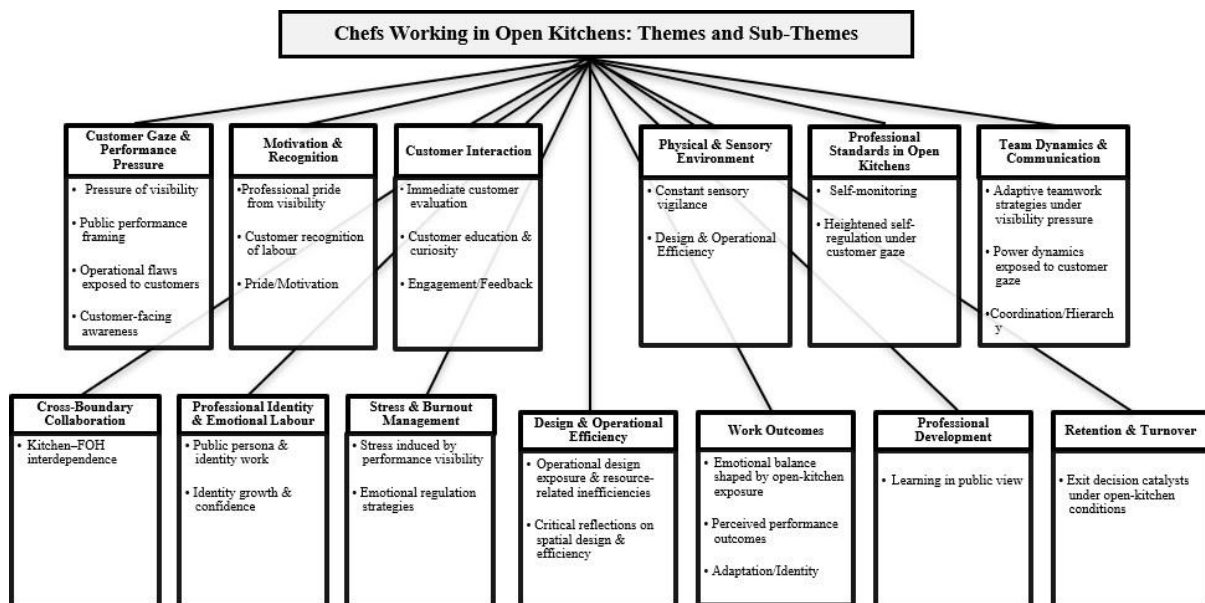 Chefs Working in Open Kitchens: Themes and Sub-Themes
Customer Gaze &
Performance
Pressure
• Pressure of visibility
• Public performance
framing
• Operational flaws
exposed to customers
• Customer-facing
awareness
Motivation &
Recognition
•Professional pride
from visibility
• Customer recognition
of labour
• Pride/Motivation
Customer Interaction
• Immediate customer
evaluation
• Customer education &
curiosity
• Engagement/Feedback
Physical & Sensory
Environment
• Constant sensory
vigilance
• Design & Operational
Efficiency
Professional
Standards in Open
Kitchens
• Self-monitoring
• Heightened self-
regulation under
customer gaze
Team Dynamics &
Communication
• Adaptive teamwork
strategies under
visibility pressure
• Power dynamics
exposed to customer
gaze
•Coordination/Hierarch
y
Cross-Boundary
Collaboration
• Kitchen–FOH
interdependence
Professional Identity
& Emotional Labour
• Public persona &
identity work
• Identity growth &
confidence
Stress & Burnout
Management
• Stress induced by
performance visibility
• Emotional regulation
strategies
Design & Operational
Efficiency
• Operational design
exposure & resource-
related inefficiencies
• Critical reflections on
spatial design &
efficiency
Work Outcomes
• Emotional balance
shaped by open-kitchen
exposure
• Perceived performance
outcomes
• Adaptation/Identity
Professional
Development
• Learning in public view
Retention & Turnover
• Exit decision catalysts
under open-kitchen
conditions